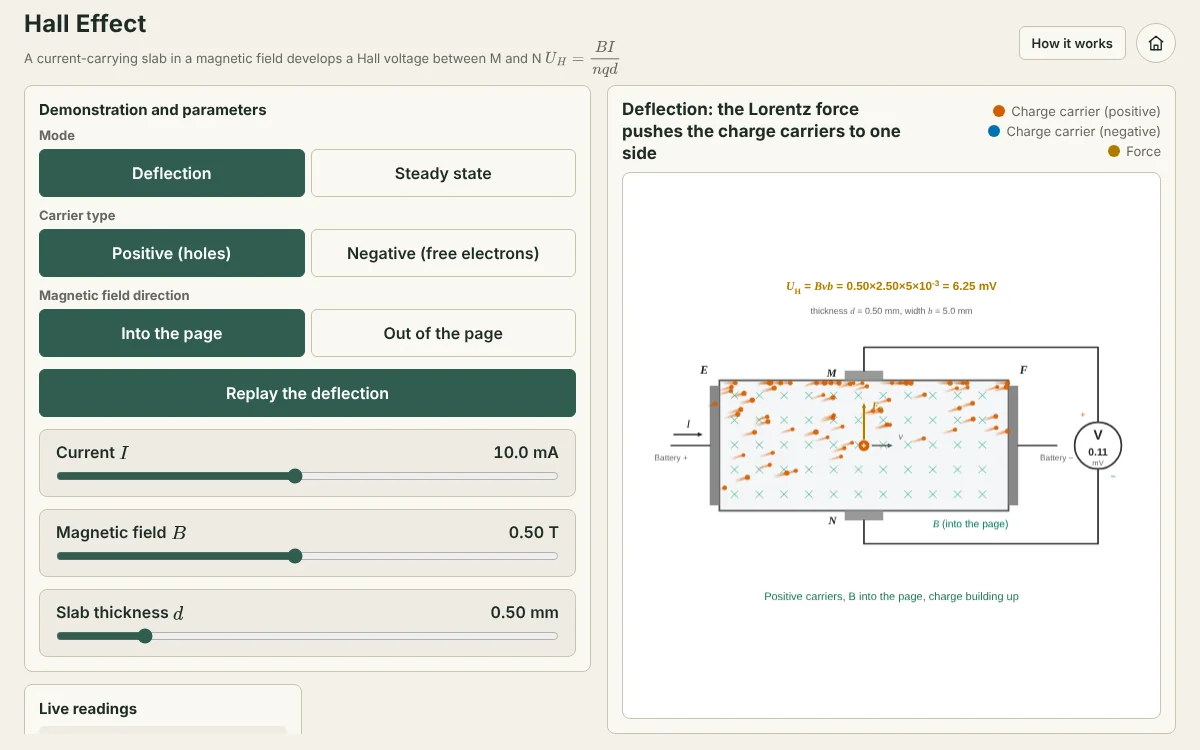 Hall Effect
A current-carrying slab in a magnetic field develops a Hall voltage between M and N U_H = BI/nqd
How it works
Demonstration and parameters
Mode
Deflection
Steady state
Carrier type
Positive (holes)
Negative (free electrons)
Magnetic field direction
Into the page
Out of the page
Replay the deflection
Current I
10.0 mA
Magnetic field B
0.50 T
Slab thickness d
0.50 mm
Live readings
Deflection: the Lorentz force
pushes the charge carriers to one
side
Charge carrier (positive)
Charge carrier (negative)
Force
U_H = Bvb = 0.50×2.50×5×10⁻³ = 6.25 mV
thickness d = 0.50 mm, width b = 5.0 mm
E
M
F
I
v
+
V
0.11
mV
Battery +
Battery −
−
N
B (into the page)
Positive carriers, B into the page, charge building up